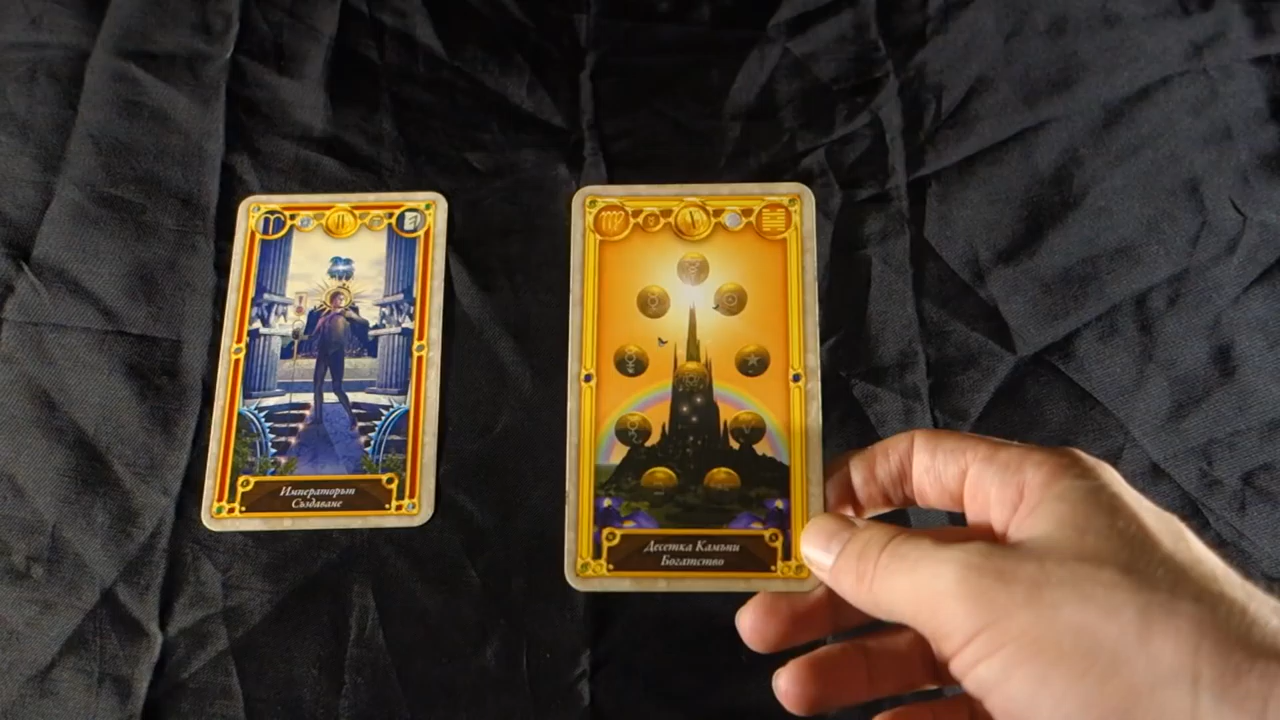 Императорът
Създаване
Десетка Камъни
Богатство